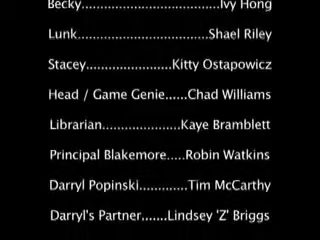 Becky.....................................Ivy Hong
Lunk...................................Shael Riley
Stacey.......................Kitty Ostapowicz
Head / Game Genie......Chad Williams
Librarian.....................Kaye Bramblett
Principal Blakemore.....Robin Watkins
Darryl Popinski.............Tim McCarthy
Darryl's Partner.......Lindsey 'Z' Briggs